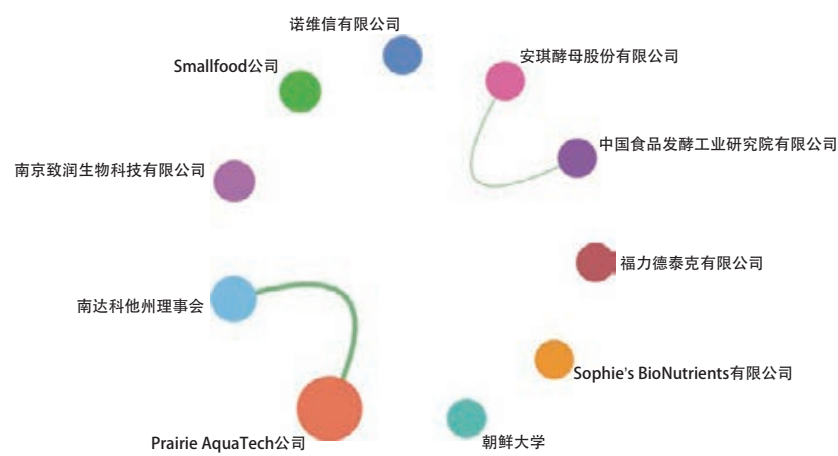 诺维信有限公司
安琪酵母股份有限公司
Smallfood公司
中国食品发酵工业研究院有限公司
南京致润生物科技有限公司
福力德泰克有限公司
南达科他州理事会
Sophie's BioNutrients有限公司
Prairie AquaTech公司
朝鲜大学